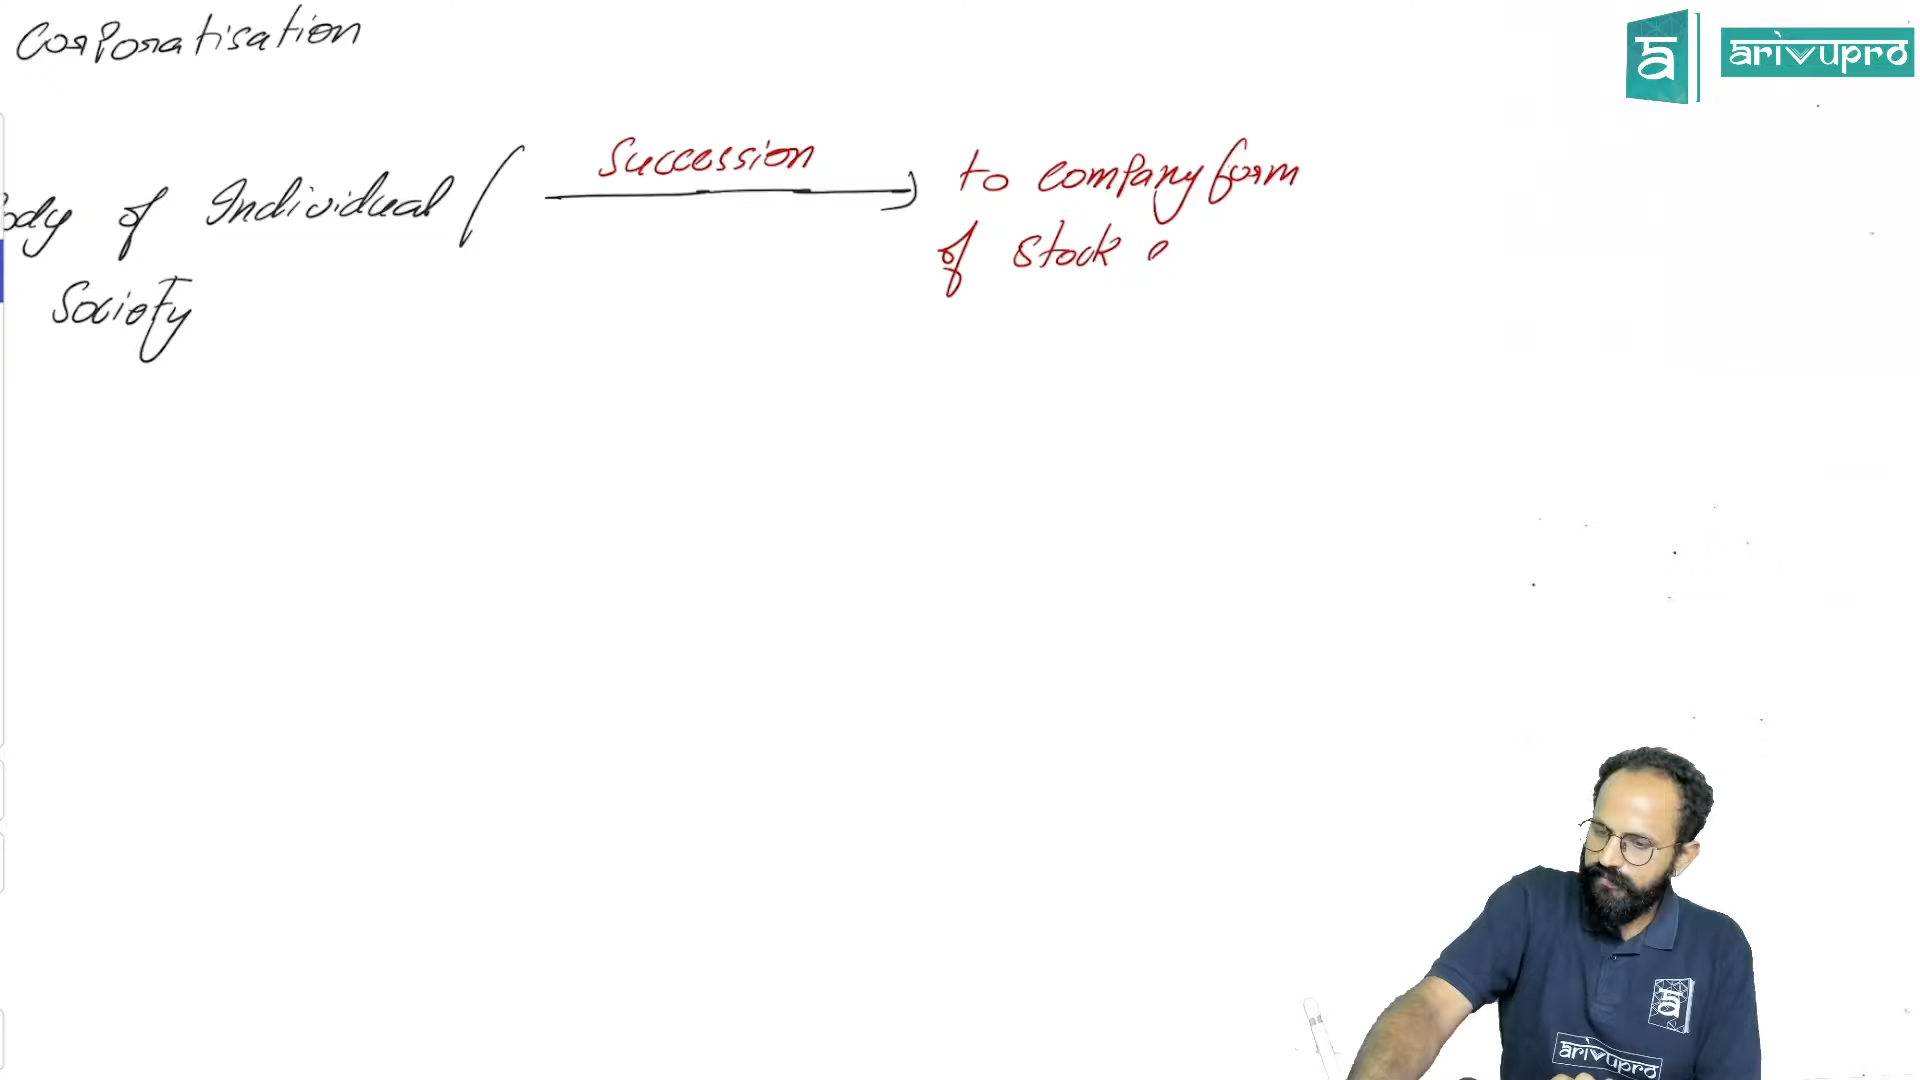 Corporatisation
ā arivupro
Succession
ody of Individual / to company form
of stock
Society
ā
arivupro